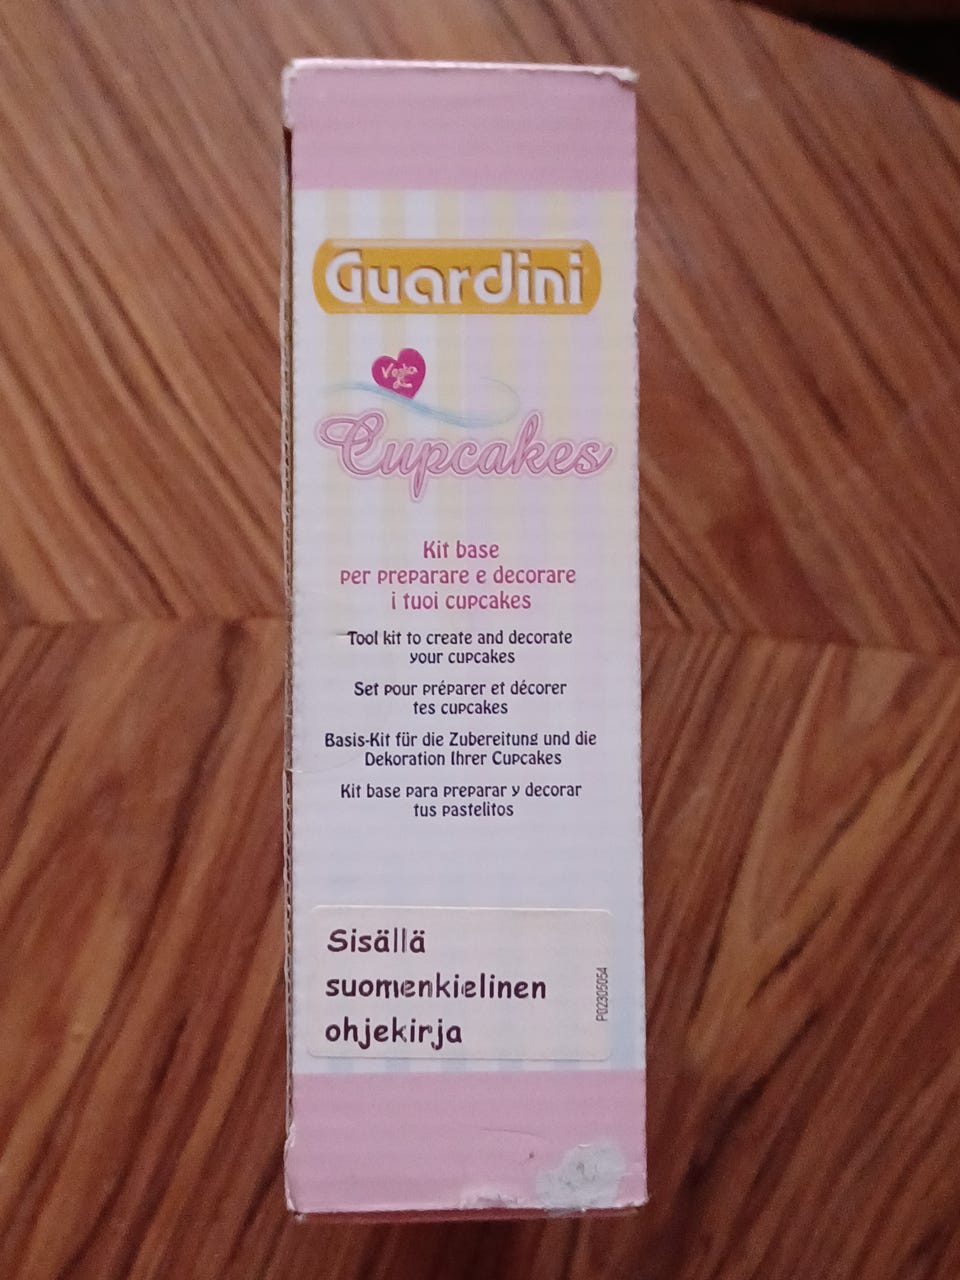 Guardini
Cupcakes
Kit base
per preparare e decorare
i tuoi cupcakes
Tool kit to create and decorate
your cupcakes
Set pour préparer et décorer
tes cupcakes
Basis-Kit für die Zubereitung und die
Dekoration Ihrer Cupcakes
Kit base para preparar y decorar
tus pastelitos
Sisällä
suomenkielinen
ohjekirja
P102305054